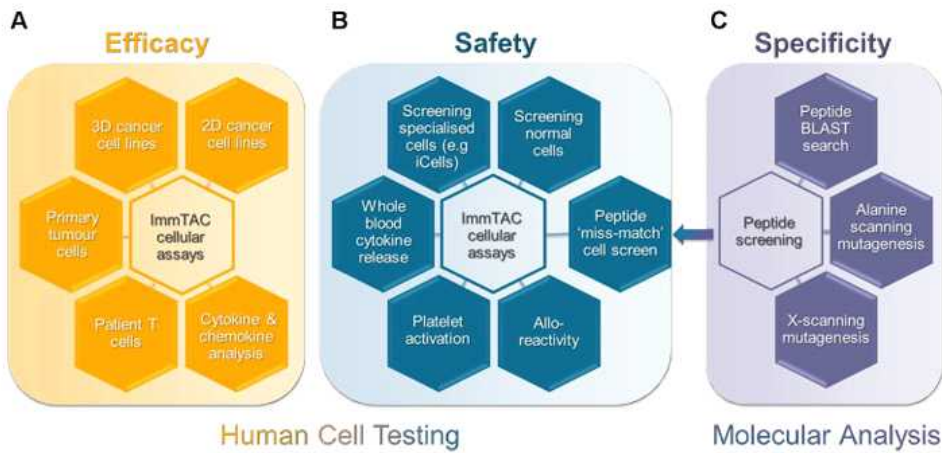 A
Efficacy
3D cancer
cell lines
2D cancer
cell lines
Primary
tumour
cells
ImmTAC
cellular
assays
Patient T
cells
Cytokine &
chemokine
analysis
B
Safety
Screening
specialised
cells (e.g
iCells)
Screening
normal
cells
Whole
blood
cytokine
release
ImmTAC
cellular
assays
Peptide
‘miss-match’
cell screen
Platelet
activation
Allo-
reactivity
Human Cell Testing
C
Specificity
Peptide
BLAST
search
Peptide
screening
Alanine
scanning
mutagenesis
X-scanning
mutagenesis
Molecular Analysis